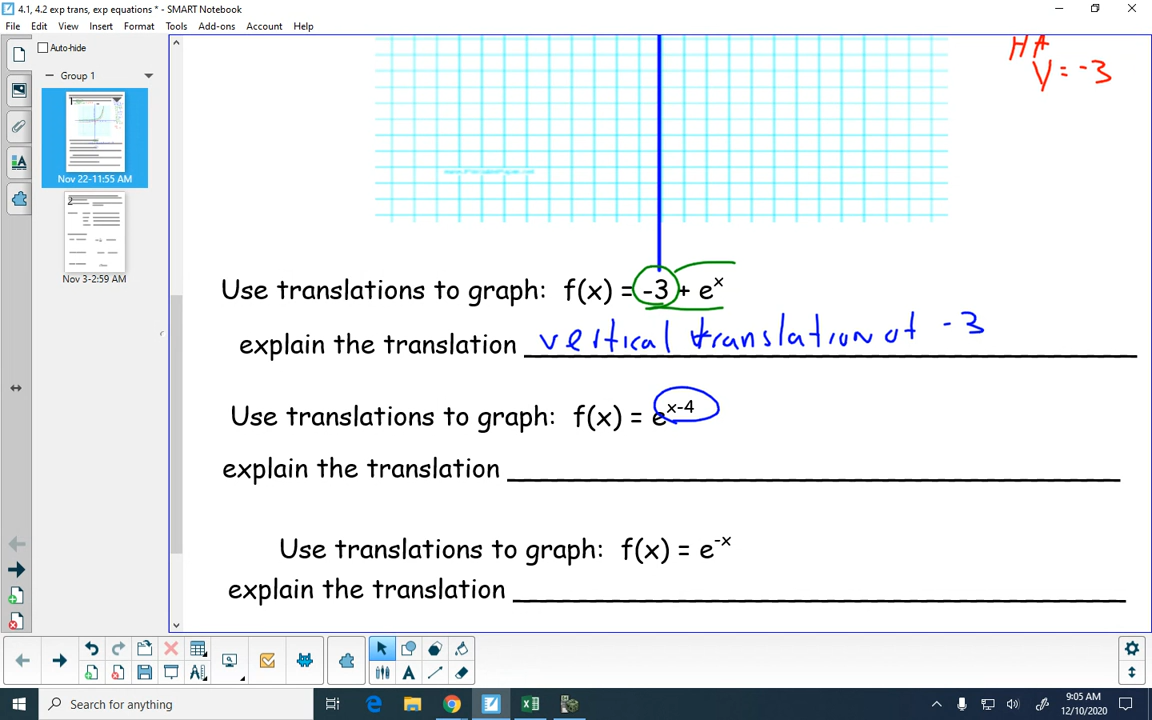 4.1, 4.2 exp trans, exp equations * - SMART Notebook
File Edit View Insert Format Tools Add-ons Account Help
Auto-hide
Group 1
1
Nov 22-11:55 AM
2
Nov 3-2:59 AM
HA
y = -3
Use translations to graph: f(x) = -3 + e^x
explain the translation vertical translation of -3
Use translations to graph: f(x) = e^x-4
explain the translation
Use translations to graph: f(x) = e^-x
explain the translation
Search for anything
9:05 AM
12/10/2020